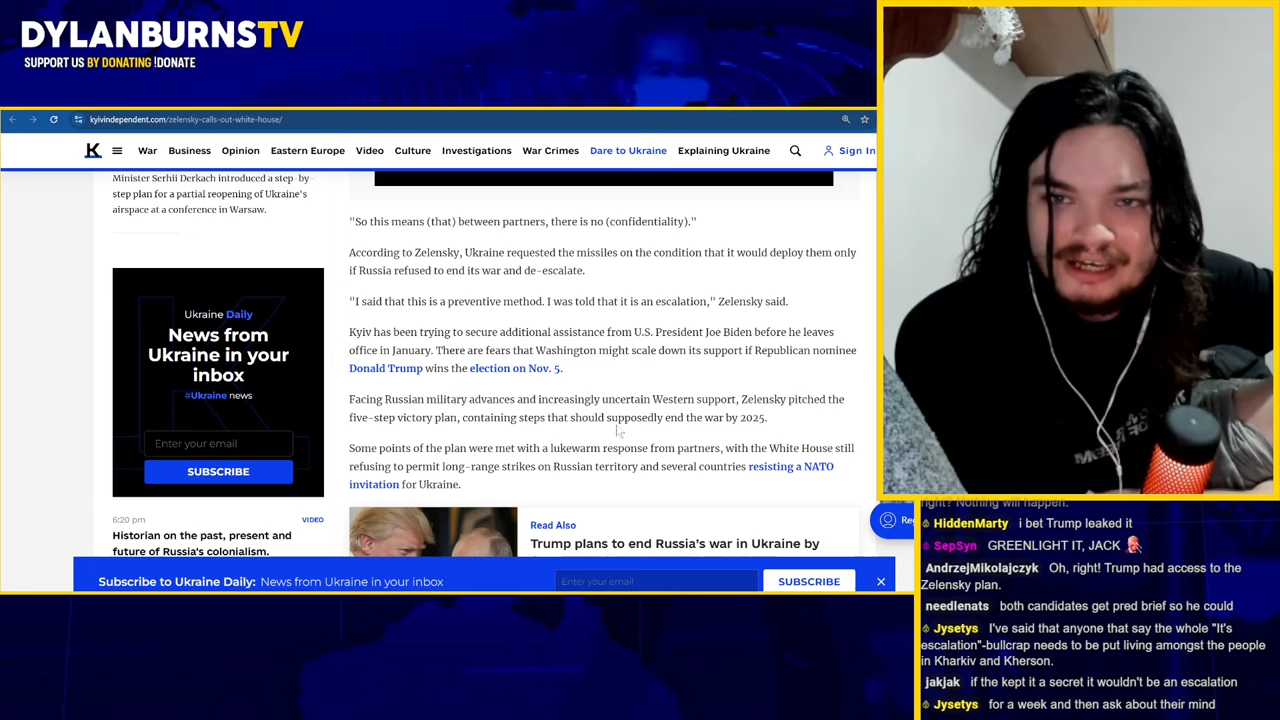 DYLANBURNSTV
SUPPORT US BY DONATING !DONATE
kyivindependent.com/zelensky-calls-out-white-house/
War Business Opinion Eastern Europe Video Culture Investigations War Crimes Dare to Ukraine Explaining Ukraine Sign In
Minister Serhii Derkach introduced a step-by-
step plan for a partial reopening of Ukraine's
airspace at a conference in Warsaw.
Ukraine Daily
News from
Ukraine in your
inbox
#Ukraine news
Enter your email
SUBSCRIBE
6:20 pm VIDEO
Historian on the past, present and
future of Russia's colonialism.
"So this means (that) between partners, there is no (confidentiality)."
According to Zelensky, Ukraine requested the missiles on the condition that it would deploy them only
if Russia refused to end its war and de-escalate.
"I said that this is a preventive method. I was told that it is an escalation," Zelensky said.
Kyiv has been trying to secure additional assistance from U.S. President Joe Biden before he leaves
office in January. There are fears that Washington might scale down its support if Republican nominee
Donald Trump wins the election on Nov. 5.
Facing Russian military advances and increasingly uncertain Western support, Zelensky pitched the
five-step victory plan, containing steps that should supposedly end the war by 2025.
Some points of the plan were met with a lukewarm response from partners, with the White House still
refusing to permit long-range strikes on Russian territory and several countries resisting a NATO
invitation for Ukraine.
Read Also
Trump plans to end Russia's war in Ukraine by
Subscribe to Ukraine Daily: News from Ukraine in your inbox
Enter your email
SUBSCRIBE
right? Nothing will happen.
HiddenMarty i bet Trump leaked it
SepSyn GREENLIGHT IT, JACK
AndrzejMikolajczyk Oh, right! Trump had access to the
Zelensky plan.
needlenats both candidates get pred brief so he could
Jysetys I've said that anyone that say the whole "It's
escalation"-bullcrap needs to be put living amongst the people
in Kharkiv and Kherson.
jakjak if the kept it a secret it wouldn't be an escalation
Jysetys for a week and then ask about their mind